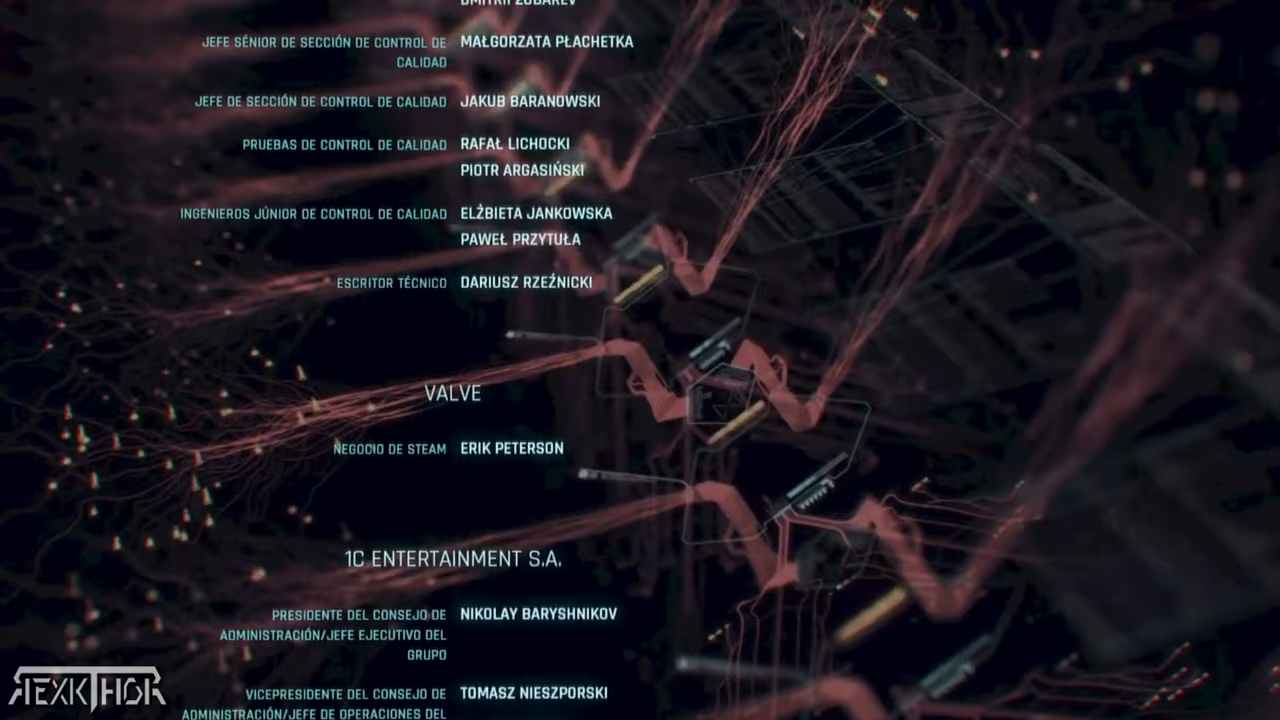 DMITRII ZUBAREV
JEFE SÉNIOR DE SECCIÓN DE CONTROL DE MAŁGORZATA PŁACHETKA
CALIDAD
JEFE DE SECCIÓN DE CONTROL DE CALIDAD JAKUB BARANOWSKI
PRUEBAS DE CONTROL DE CALIDAD RAFAŁ LICHOCKI
PIOTR ARGASIŃSKI
INGENIEROS JÚNIOR DE CONTROL DE CALIDAD ELŻBIETA JANKOWSKA
PAWEŁ PRZYTUŁA
ESCRITOR TÉCNICO DARIUSZ RZEŹNICKI
VALVE
NEGOCIO DE STEAM ERIK PETERSON
1C ENTERTAINMENT S.A.
PRESIDENTE DEL CONSEJO DE NIKOLAY BARYSHNIKOV
ADMINISTRACIÓN/JEFE EJECUTIVO DEL
GRUPO
VICEPRESIDENTE DEL CONSEJO DE TOMASZ NIESZPORSKI
ADMINISTRACIÓN/JEFE DE OPERACIONES DEL
REXKTHOR